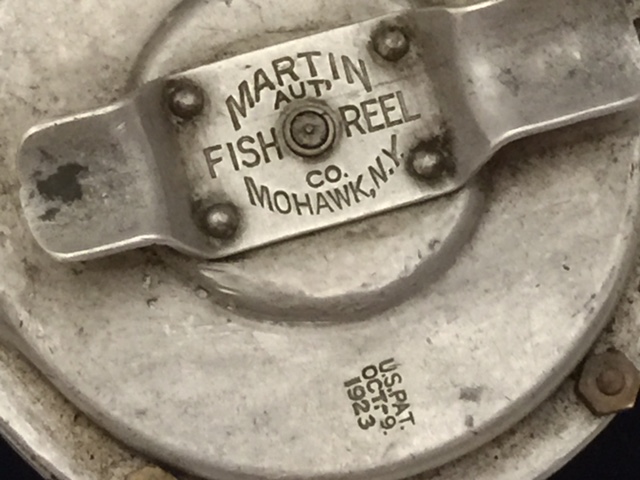 MARTIN
AUT'
FISH REEL
CO.
MOHAWK, N.Y.
U.S. PAT.
OCT-9.
1923